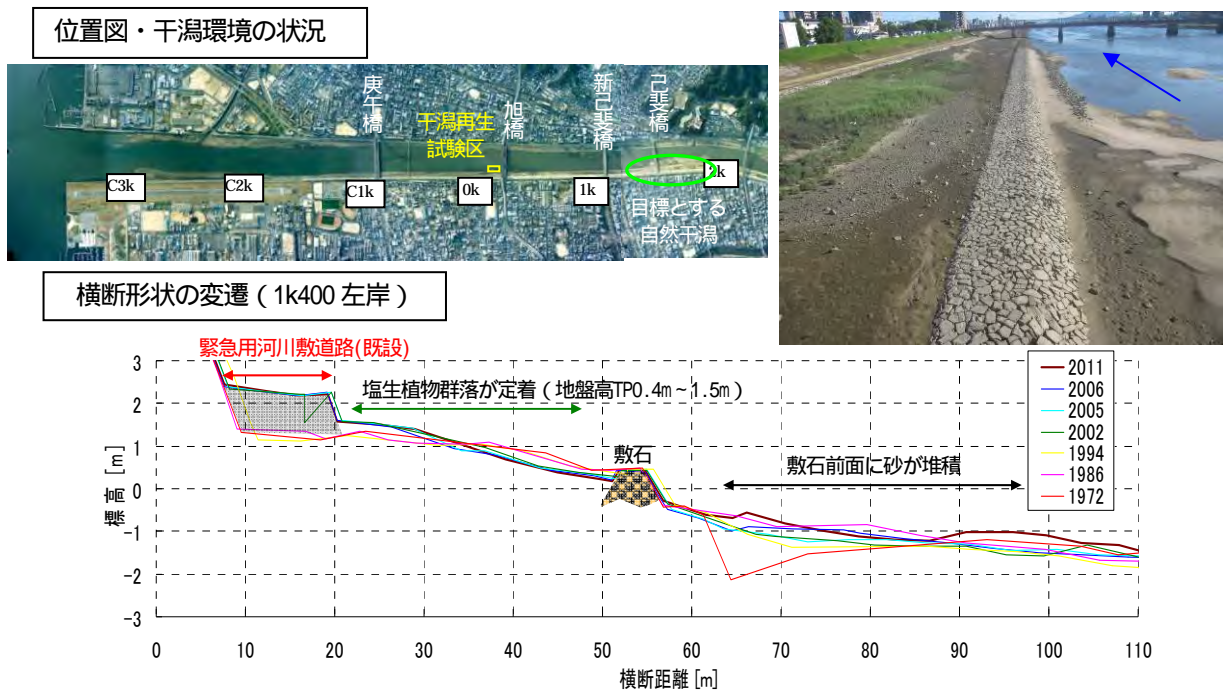 位置図・干潟環境の状況
庚午橋
干潟再生
試験区
旭橋
新己斐橋
己斐橋
C3k
C2k
C1k
0k
1k
2k
目標とする
自然干潟
横断形状の変遷（1k400 左岸）
緊急用河川敷道路(既設)
塩生植物群落が定着（地盤高TP0.4m～1.5m）
敷石
敷石前面に砂が堆積
2011
2006
2005
2002
1994
1986
1972
標高 [m]
3
2
1
0
-1
-2
-3
0 10 20 30 40 50 60 70 80 90 100 110
横断距離 [m]